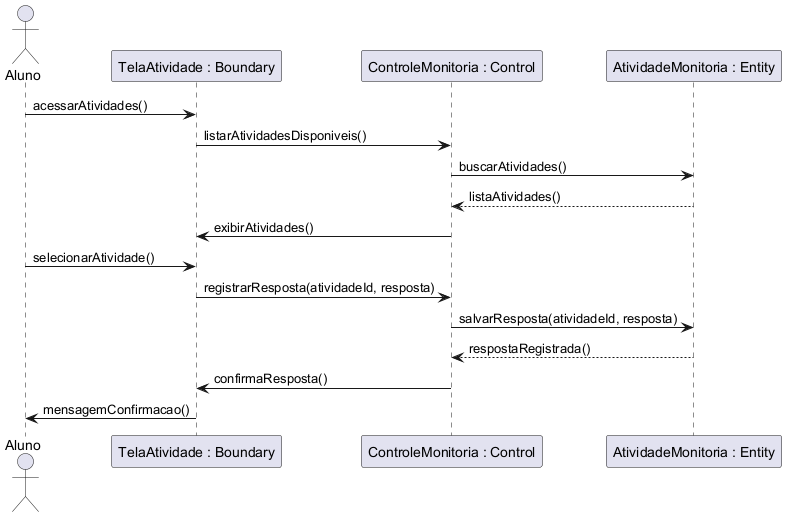 Aluno
TelaAtividade : Boundary
ControleMonitoria : Control
AtividadeMonitoria : Entity
acessarAtividades()
listarAtividadesDisponiveis()
buscarAtividades()
listaAtividades()
exibirAtividades()
selecionarAtividade()
registrarResposta(atividadeId, resposta)
salvarResposta(atividadeId, resposta)
respostaRegistrada()
confirmaResposta()
mensagemConfirmacao()
Aluno
TelaAtividade : Boundary
ControleMonitoria : Control
AtividadeMonitoria : Entity